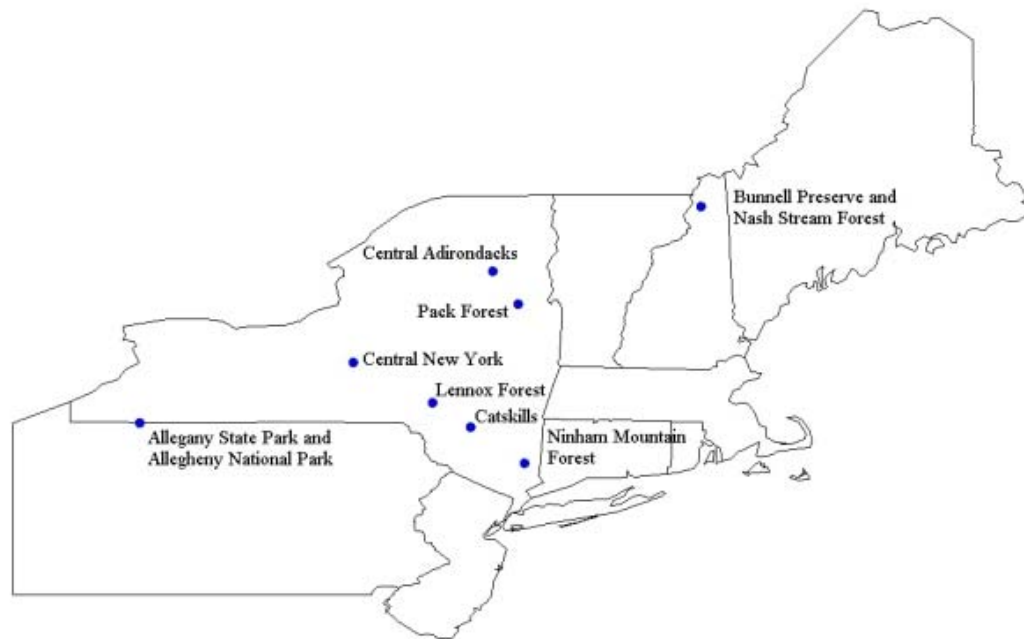 Bunnell Preserve and
Nash Stream Forest
Central Adirondacks
Pack Forest
Central New York
Lennox Forest
Catskills
Allegany State Park and
Allegheny National Park
Ninham Mountain
Forest